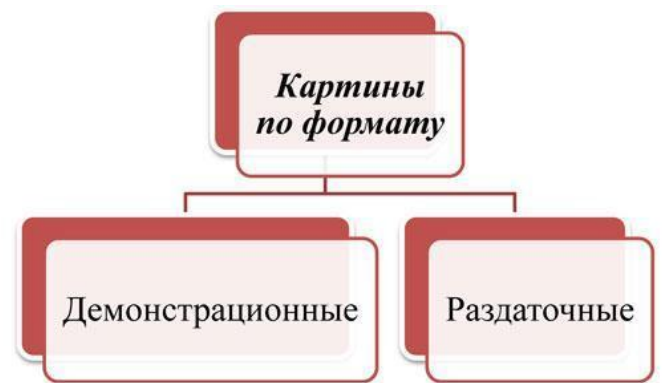 Картины
по формату
Демонстрационные
Раздаточные